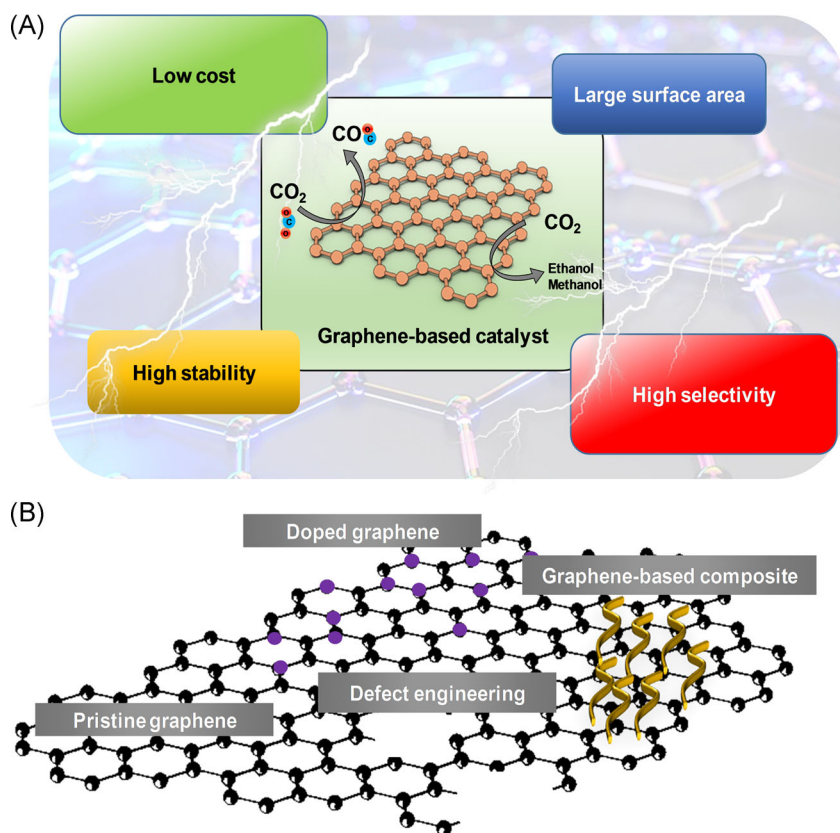 (A)
Low cost
Large surface area
CO
O
C
CO₂
O
C
O
CO₂
Ethanol
Methanol
Graphene-based catalyst
High stability
High selectivity
(B)
Doped graphene
Graphene-based composite
Defect engineering
Pristine graphene